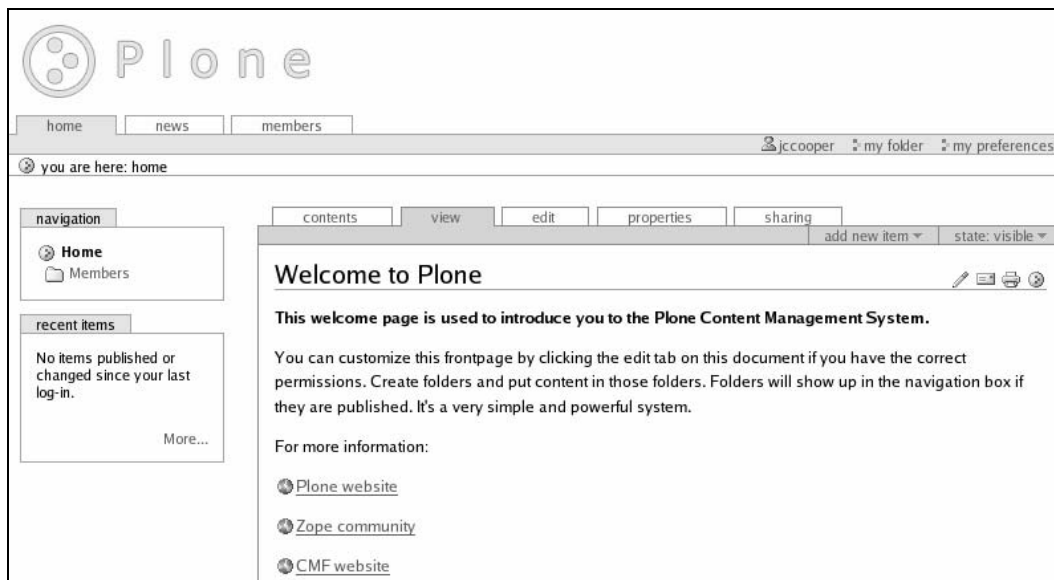 Plone
home news members
jccooper my folder my preferences
you are here: home
navigation
Home
Members
recent items
No items published or
changed since your last
log-in.
More...
contents view edit properties sharing
add new item state: visible
Welcome to Plone
This welcome page is used to introduce you to the Plone Content Management System.
You can customize this frontpage by clicking the edit tab on this document if you have the correct
permissions. Create folders and put content in those folders. Folders will show up in the navigation box if
they are published. It's a very simple and powerful system.
For more information:
Plone website
Zope community
CMF website